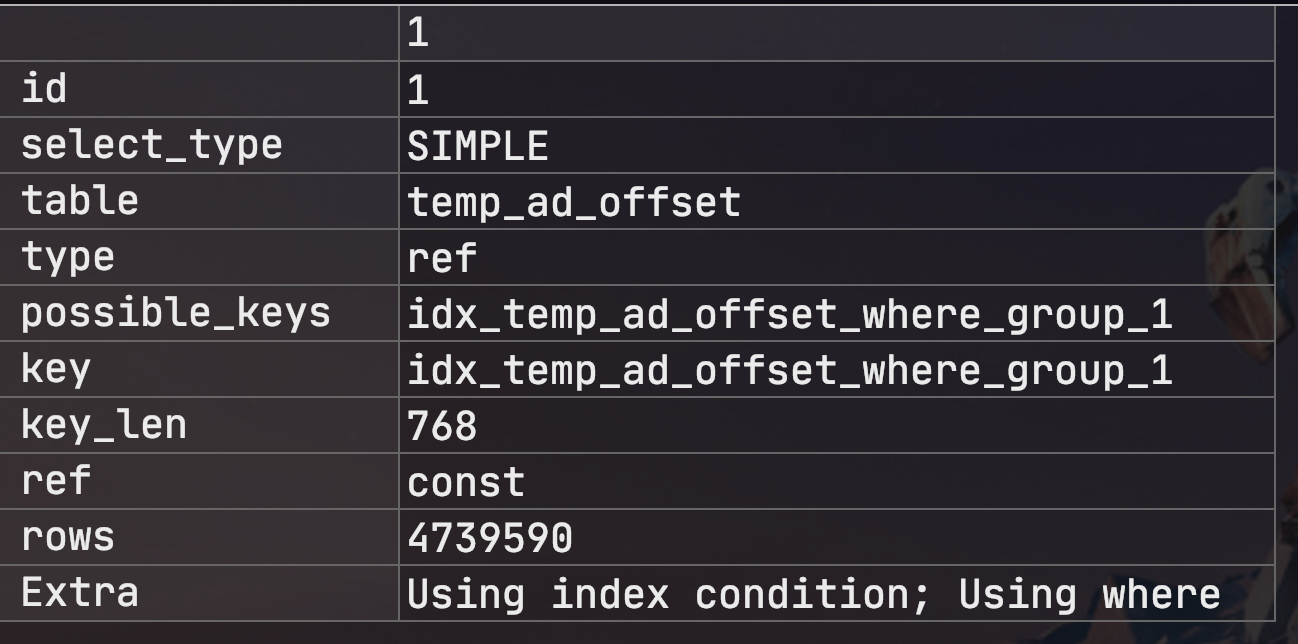 1
id 1
select_type SIMPLE
table temp_ad_offset
type ref
possible_keys idx_temp_ad_offset_where_group_1
key idx_temp_ad_offset_where_group_1
key_len 768
ref const
rows 4739590
Extra Using index condition; Using where